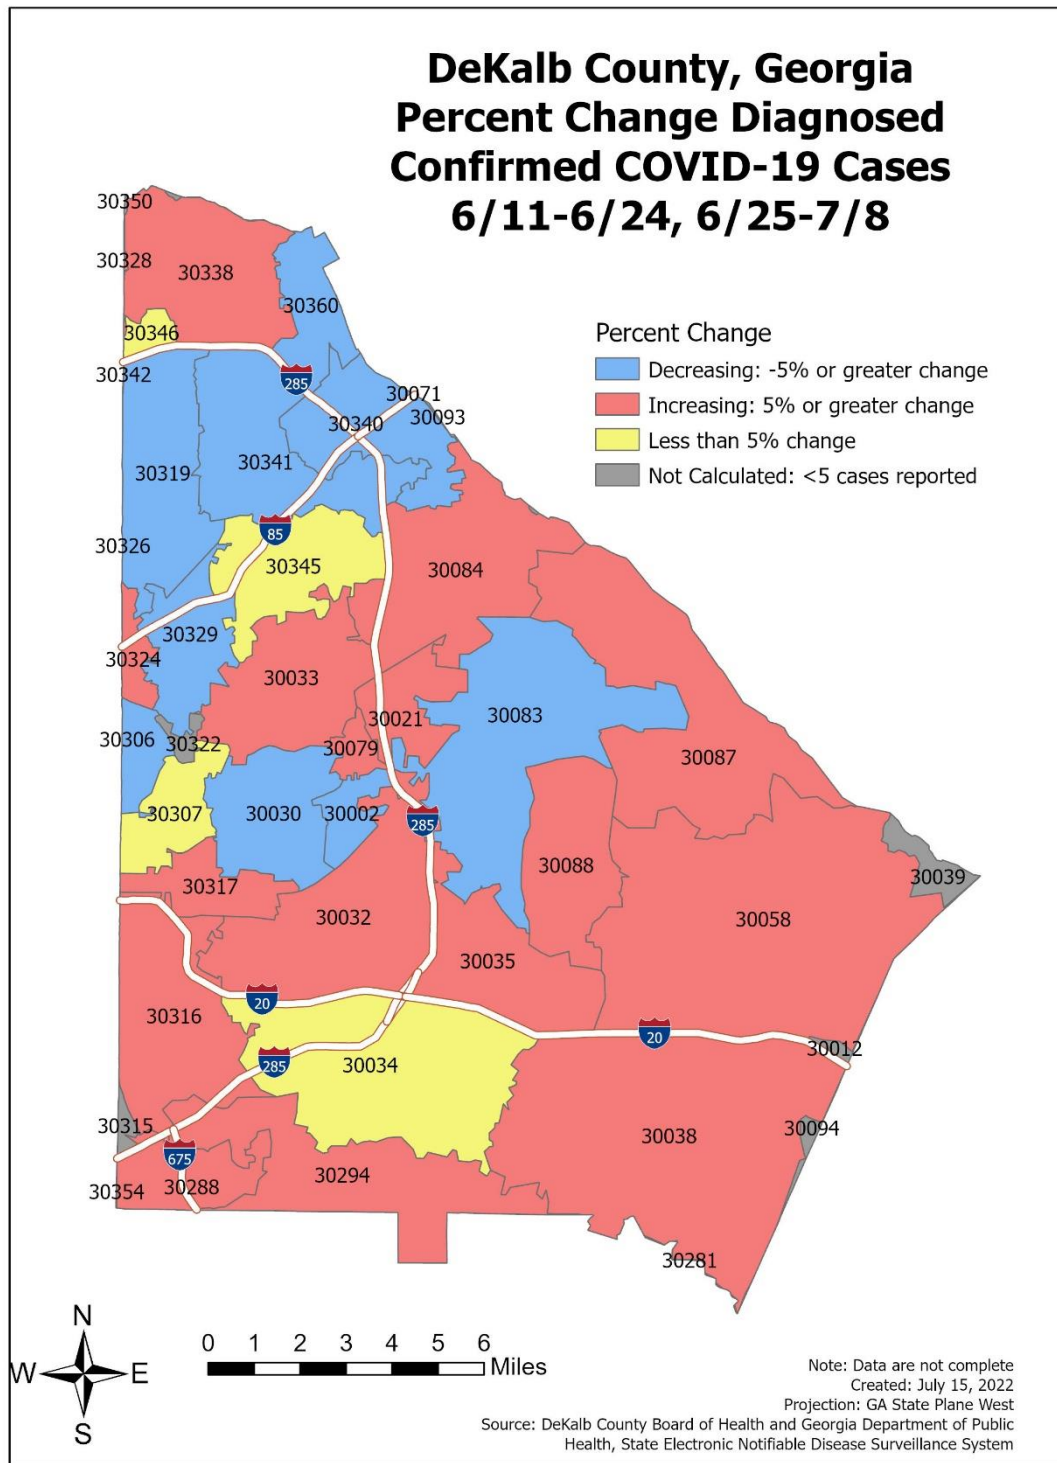 DeKalb County, Georgia
Percent Change Diagnosed
Confirmed COVID-19 Cases
6/11-6/24, 6/25-7/8
30350
30328
30338
30360
30346
30342
Percent Change
Decreasing: -5% or greater change
Increasing: 5% or greater change
Less than 5% change
Not Calculated: <5 cases reported
285
30071
30093
30340
30319
30341
85
30326
30345
30084
30329
30324
30033
30083
30021
30306
30322
30079
30087
30307
30030
30002
285
30088
30039
30317
30032
30058
30035
20
30316
20
30012
285
30034
30315
30038
30094
675
30354
30288
30294
30281
N
W
E
S
0 1 2 3 4 5 6
Miles
Note: Data are not complete
Created: July 15, 2022
Projection: GA State Plane West
Source: DeKalb County Board of Health and Georgia Department of Public
Health, State Electronic Notifiable Disease Surveillance System